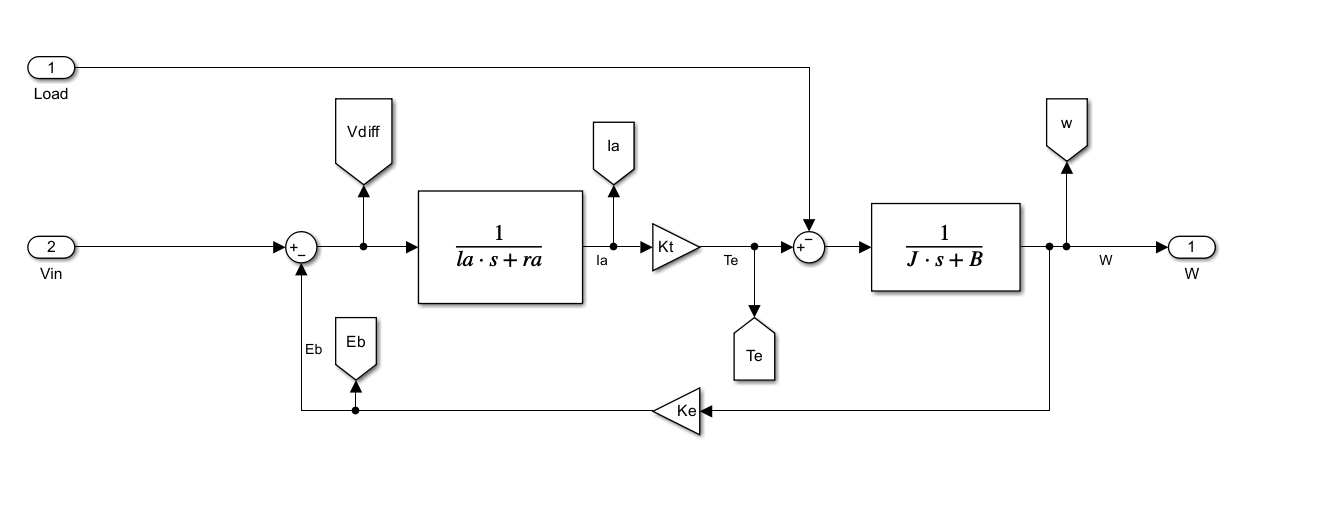 1
Load
Vdiff
Ia
w
2
Vin
+
−
1
la · s + ra
Ia
Kt
Te
+
−
1
J · s + B
W
1
W
Eb
Eb
Te
Ke